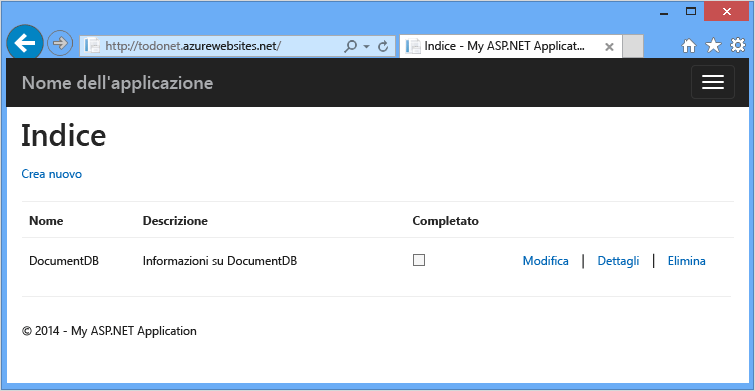 http://todonet.azurewebsites.net/
Indice - My ASP.NET Applicat...
Nome dell'applicazione
Indice
Crea nuovo
Nome Descrizione Completato
DocumentDB Informazioni su DocumentDB Modifica | Dettagli | Elimina
© 2014 - My ASP.NET Application